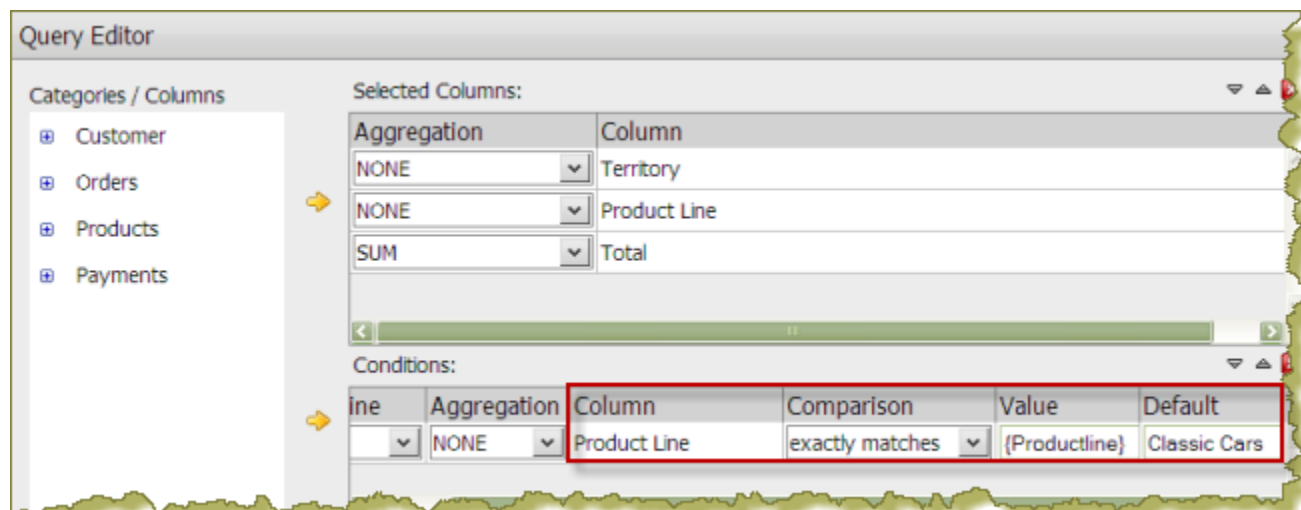 Query Editor
Categories / Columns
Customer
Orders
Products
Payments
Selected Columns:
Aggregation Column
NONE Territory
NONE Product Line
SUM Total
Conditions:
ine Aggregation Column Comparison Value Default
NONE Product Line exactly matches {Productline} Classic Cars